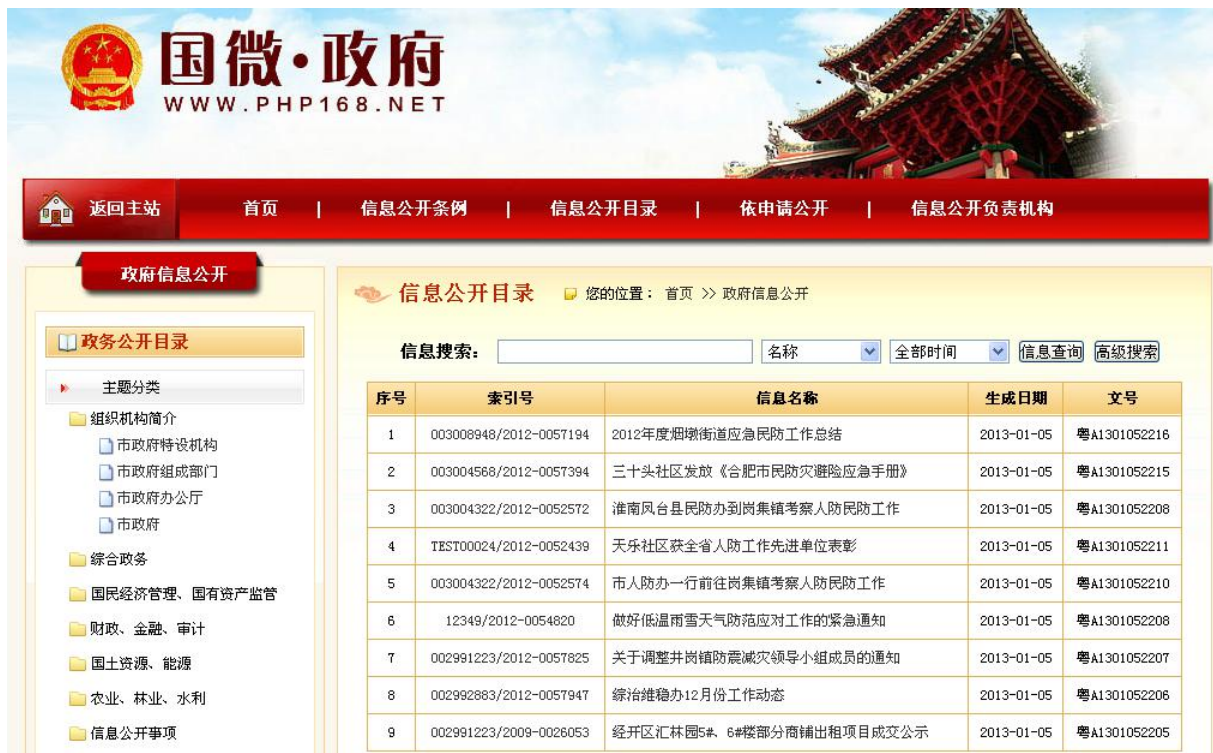 国微·政府
WWW.PHP168.NET
返回主站 首页 | 信息公开条例 | 信息公开目录 | 依申请公开 | 信息公开负责机构
政府信息公开
政务公开目录
主题分类
组织机构简介
市政府特设机构
市政府组成部门
市政府办公厅
市政府
综合政务
国民经济管理、国有资产监管
财政、金融、审计
国土资源、能源
农业、林业、水利
信息公开事项
信息公开目录 您的位置: 首页 >> 政府信息公开
信息搜索: 名称 全部时间 信息查询 高级搜索
序号 索引号 信息名称 生成日期 文号
1 003008948/2012-0057194 2012年度烟墩街道应急民防工作总结 2013-01-05 粤A1301052216
2 003004568/2012-0057394 三十头社区发放《合肥市民防灾避险应急手册》 2013-01-05 粤A1301052215
3 003004322/2012-0052572 淮南风台县民防办到岗集镇考察人防民防工作 2013-01-05 粤A1301052208
4 TEST00024/2012-0052439 天乐社区获全省人防工作先进单位表彰 2013-01-05 粤A1301052211
5 003004322/2012-0052574 市人防办一行前往岗集镇考察人防民防工作 2013-01-05 粤A1301052210
6 12349/2012-0054820 做好低温雨雪天气防范应对工作的紧急通知 2013-01-05 粤A1301052208
7 002991223/2012-0057825 关于调整井岗镇防震减灾领导小组成员的通知 2013-01-05 粤A1301052207
8 002992883/2012-0057947 综治维稳办12月份工作动态 2013-01-05 粤A1301052206
9 002991223/2009-0026053 经开区汇林园5#、6#楼部分商铺出租项目成交公示 2013-01-05 粤A1301052205